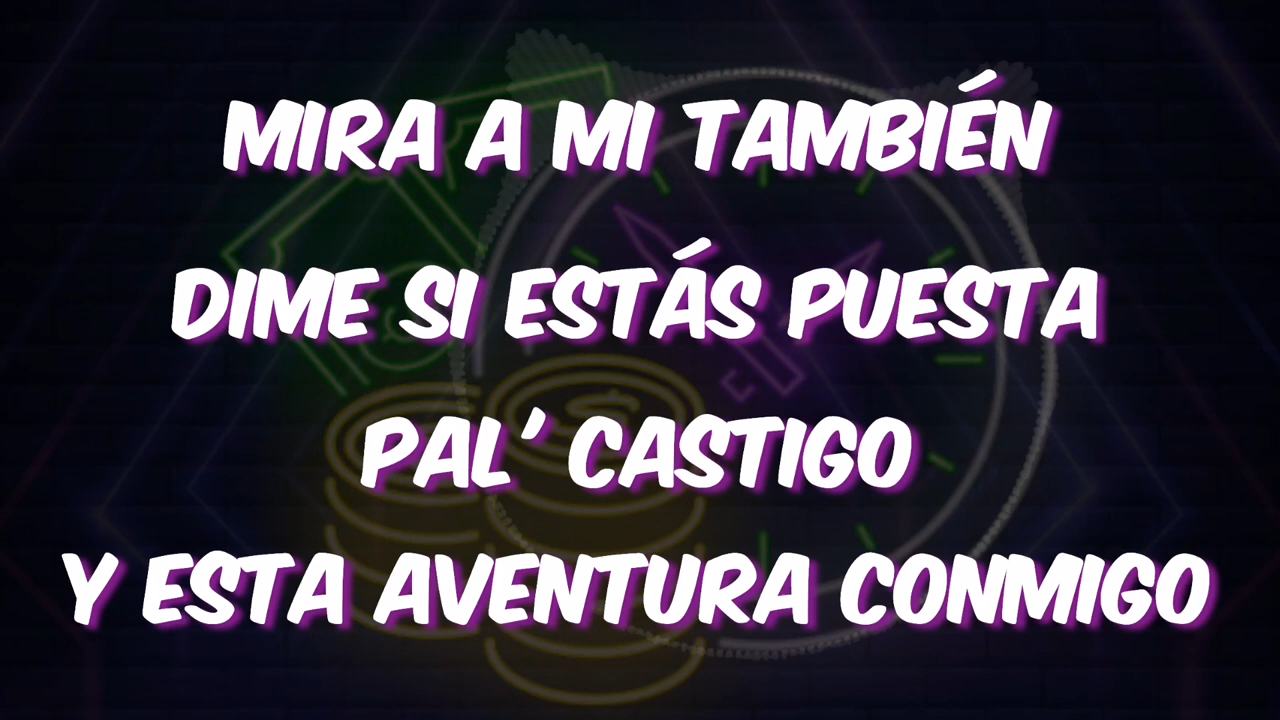 MIRA A MI TAMBIÉN
DIME SI ESTÁS PUESTA
PAL' CASTIGO
Y ESTA AVENTURA CONMIGO